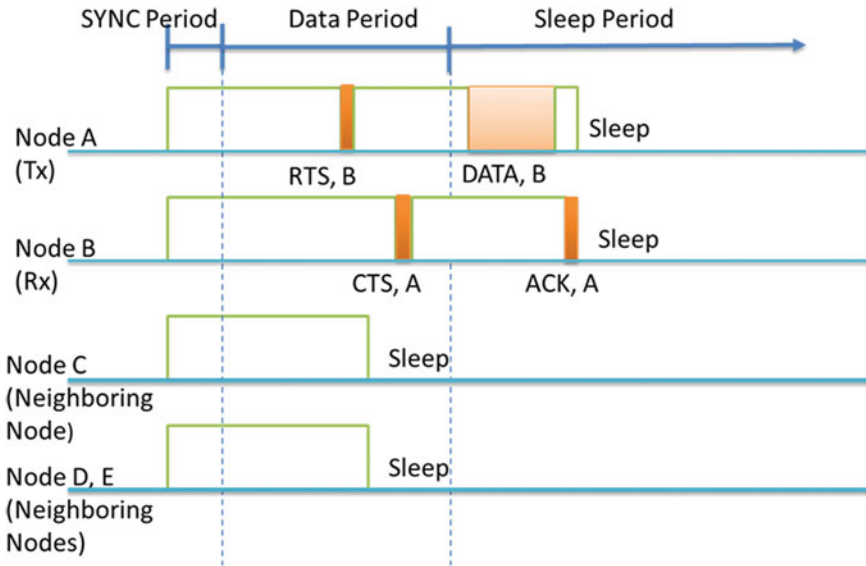 SYNC Period
Data Period
Sleep Period
Node A
(Tx)
Sleep
RTS, B
DATA, B
Node B
(Rx)
Sleep
CTS, A
ACK, A
Node C
(Neighboring
Node)
Sleep
Node D, E
(Neighboring
Nodes)
Sleep